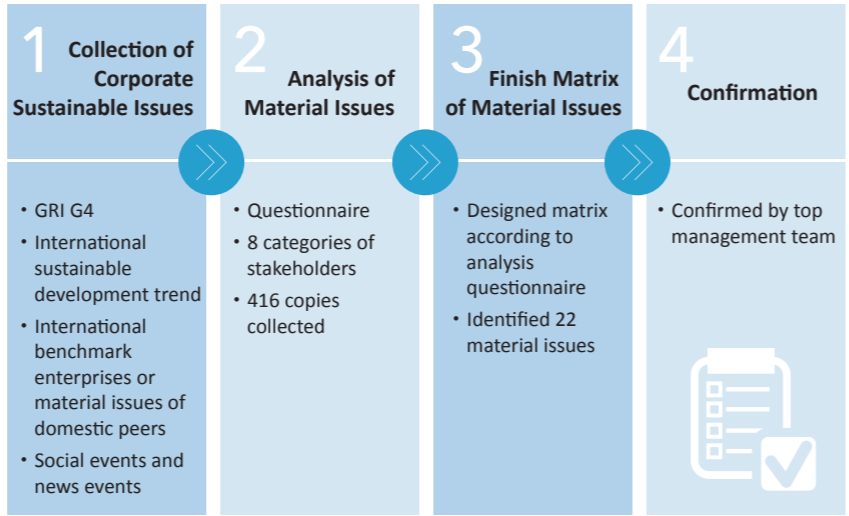 1
Collection of
Corporate
Sustainable Issues
• GRI G4
• International
sustainable
development trend
• International
benchmark
enterprises or
material issues of
domestic peers
• Social events and
news events
2
Analysis of
Material Issues
• Questionnaire
• 8 categories of
stakeholders
• 416 copies
collected
3
Finish Matrix
of Material Issues
• Designed matrix
according to
analysis
questionnaire
• Identified 22
material issues
4
Confirmation
• Confirmed by top
management team